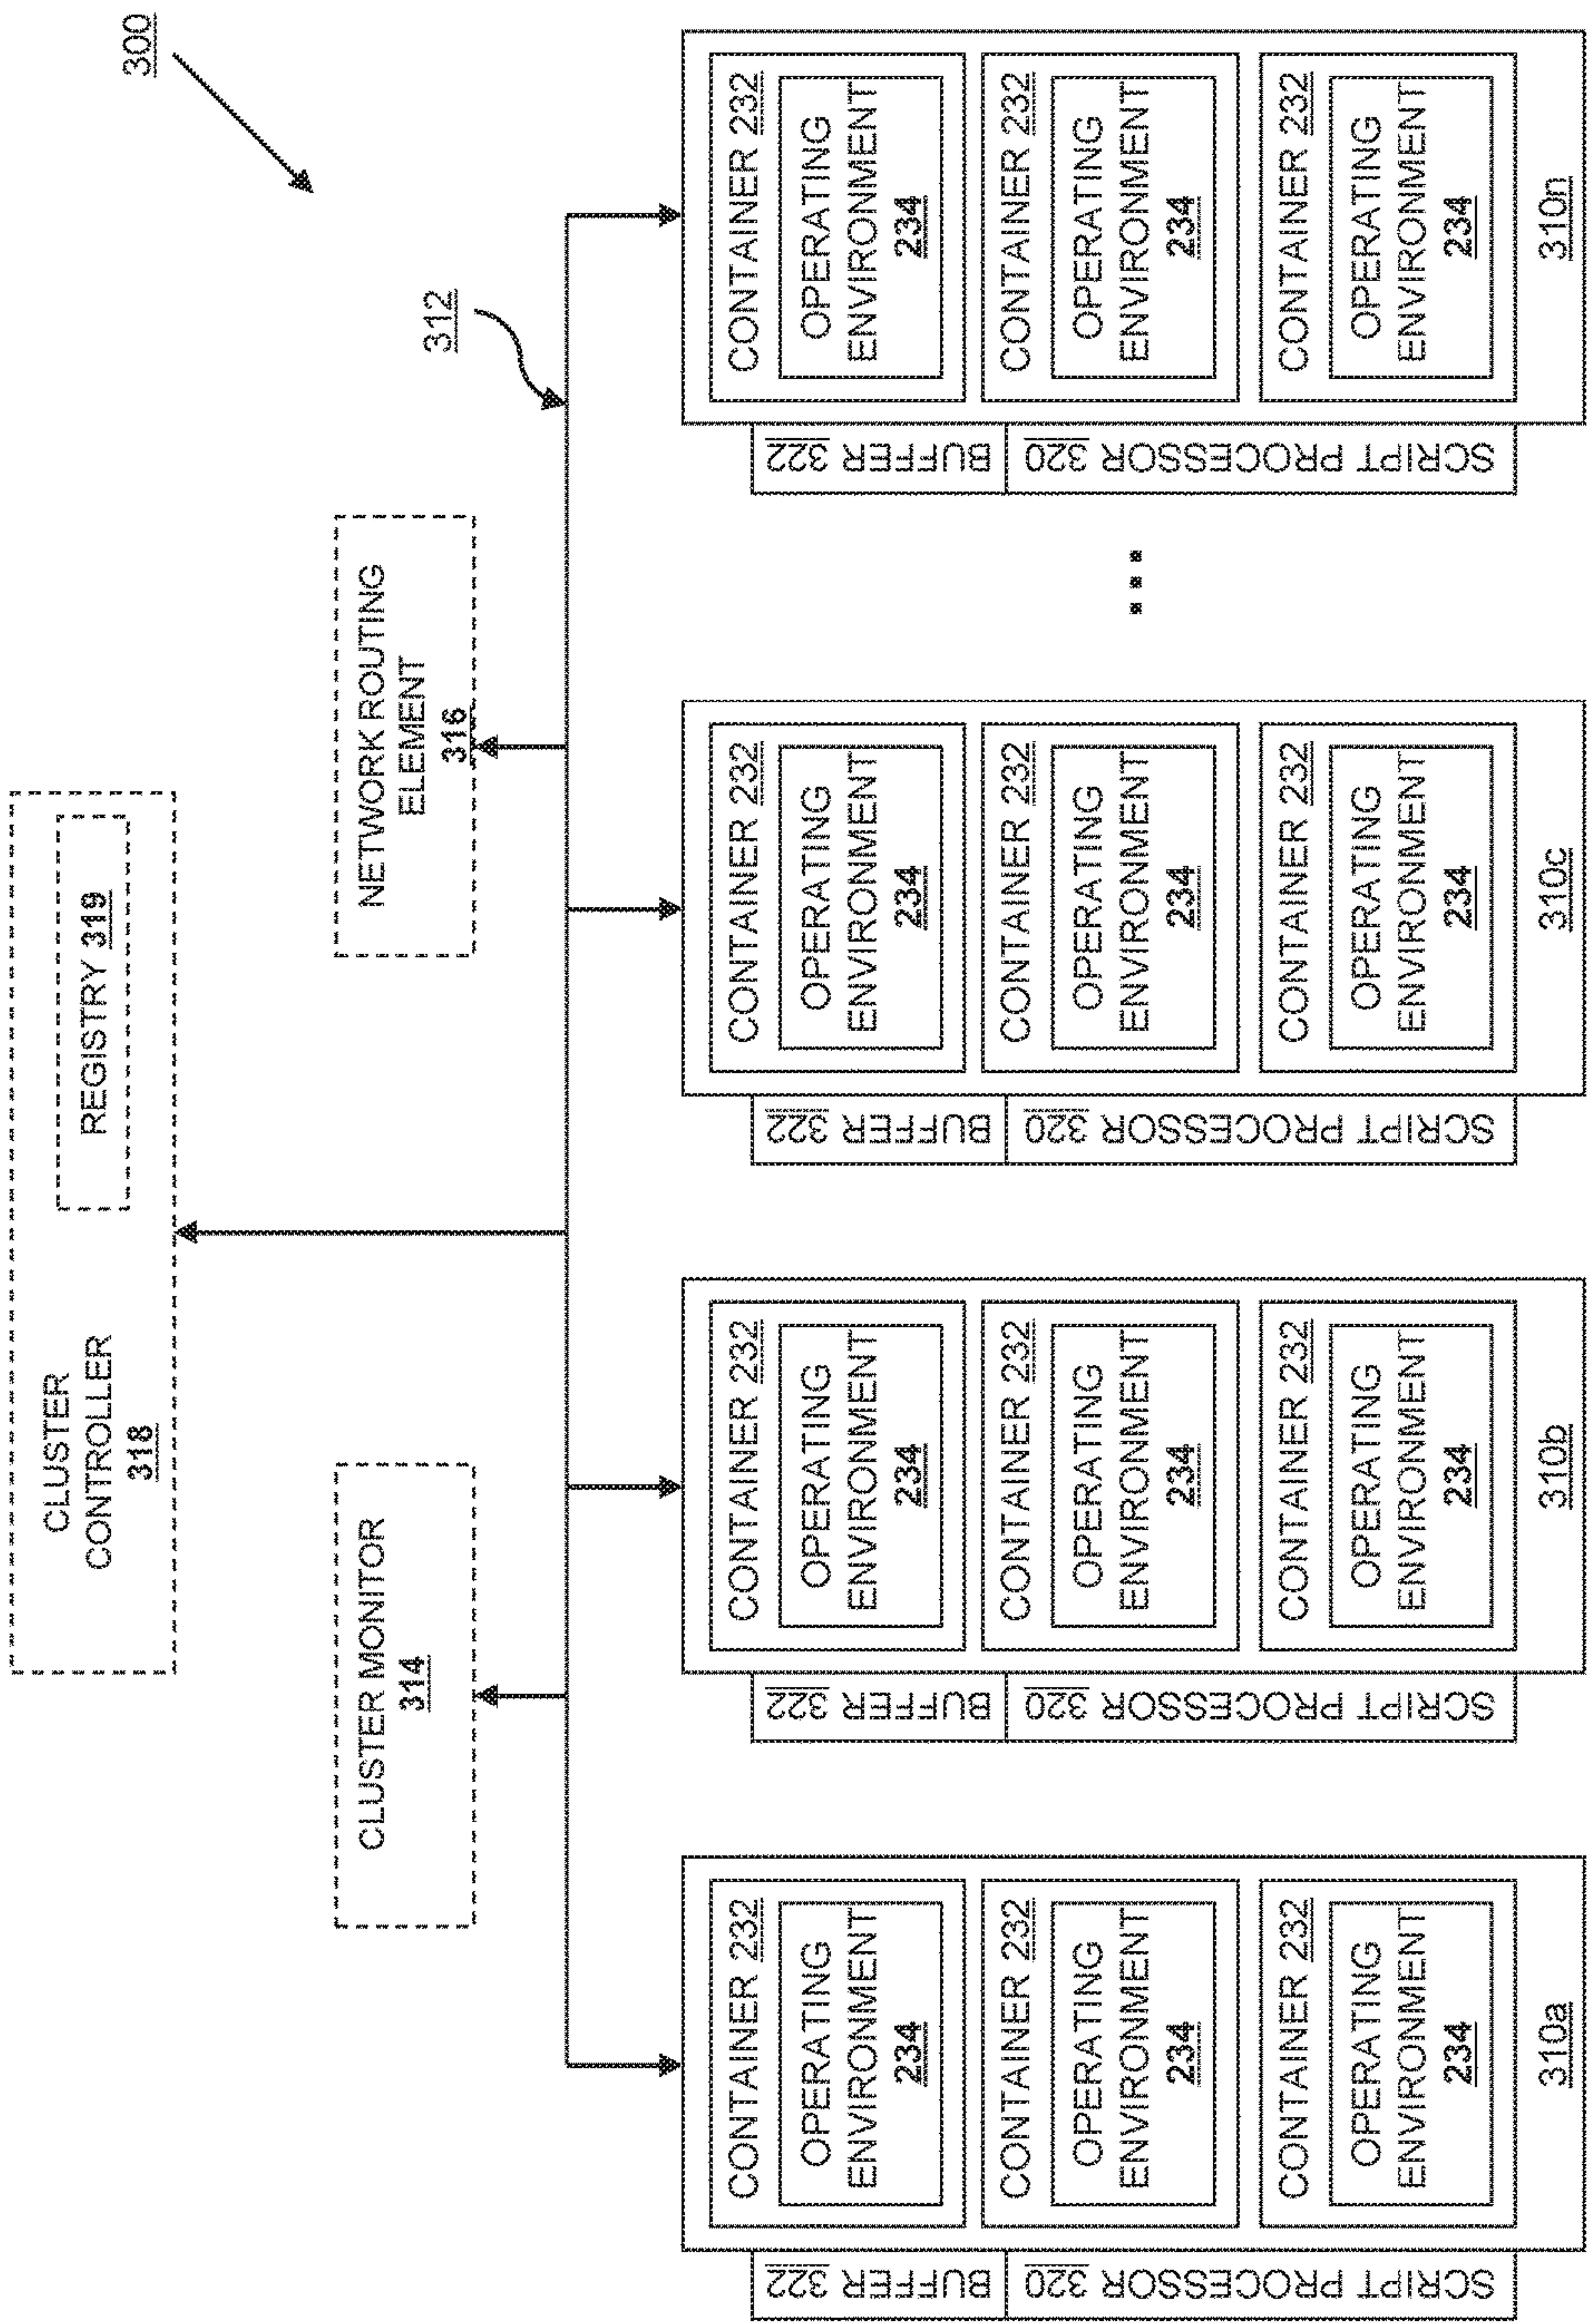 300
CLUSTER
CONTROLLER
318
REGISTRY 319
CLUSTER MONITOR
314
NETWORK ROUTING
ELEMENT
316
312
BUFFER 322
SCRIPT PROCESSOR 320
CONTAINER 232
OPERATING
ENVIRONMENT
234
CONTAINER 232
OPERATING
ENVIRONMENT
234
CONTAINER 232
OPERATING
ENVIRONMENT
234
310a
BUFFER 322
SCRIPT PROCESSOR 320
CONTAINER 232
OPERATING
ENVIRONMENT
234
CONTAINER 232
OPERATING
ENVIRONMENT
234
CONTAINER 232
OPERATING
ENVIRONMENT
234
310b
BUFFER 322
SCRIPT PROCESSOR 320
CONTAINER 232
OPERATING
ENVIRONMENT
234
CONTAINER 232
OPERATING
ENVIRONMENT
234
CONTAINER 232
OPERATING
ENVIRONMENT
234
310c
...
BUFFER 322
SCRIPT PROCESSOR 320
CONTAINER 232
OPERATING
ENVIRONMENT
234
CONTAINER 232
OPERATING
ENVIRONMENT
234
CONTAINER 232
OPERATING
ENVIRONMENT
234
310n